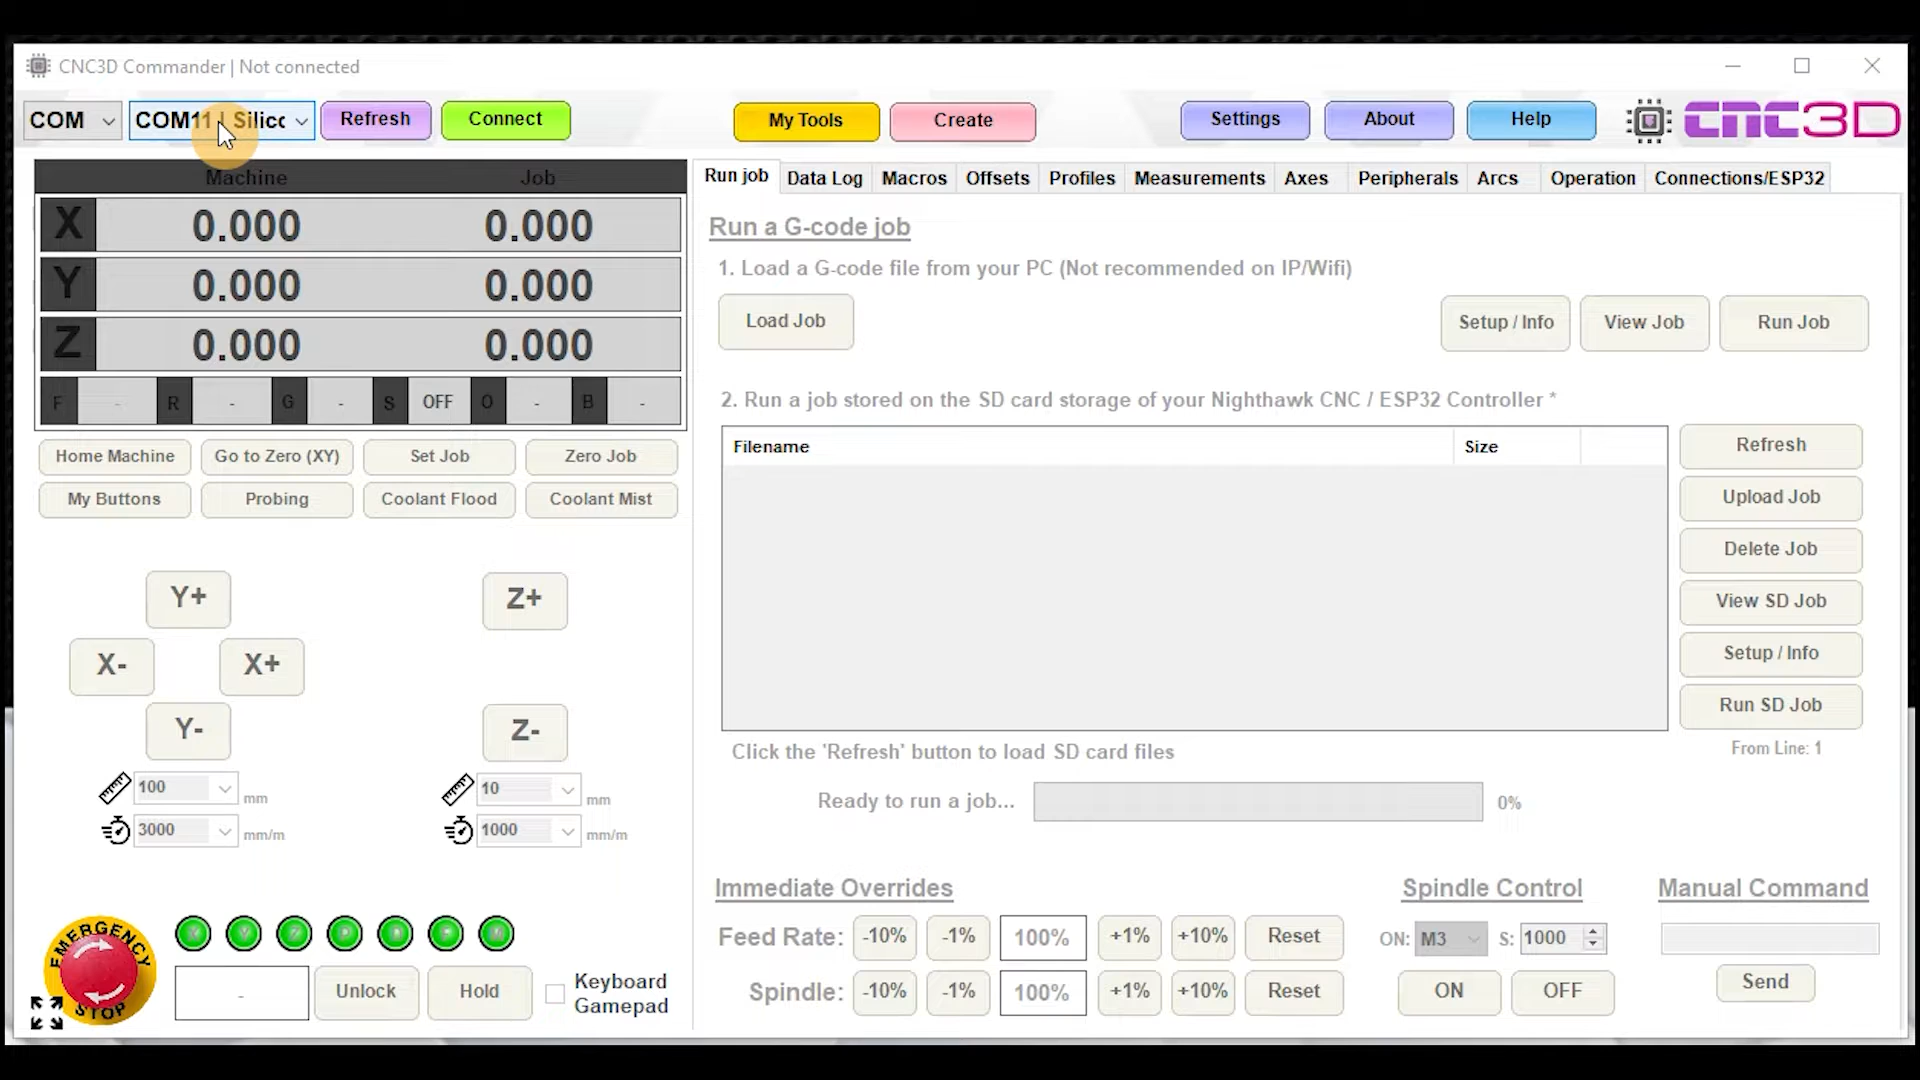 CNC3D Commander | Not connected
COM COM11 | Silicc Refresh Connect My Tools Create Settings About Help CNC3D
Machine Job
X 0.000 0.000
Y 0.000 0.000
Z 0.000 0.000
F - R - G - S OFF O - B -
Home Machine Go to Zero (XY) Set Job Zero Job
My Buttons Probing Coolant Flood Coolant Mist
Y+ Z+
X- X+
Y- Z-
100 mm 10 mm
3000 mm/m 1000 mm/m
EMERGENCY STOP
X Y Z P D
- Unlock Hold Keyboard
Gamepad
Run job Data Log Macros Offsets Profiles Measurements Axes Peripherals Arcs Operation Connections/ESP32
Run a G-code job
1. Load a G-code file from your PC (Not recommended on IP/Wifi)
Load Job Setup / Info View Job Run Job
2. Run a job stored on the SD card storage of your Nighthawk CNC / ESP32 Controller *
Filename Size
Refresh
Upload Job
Delete Job
View SD Job
Setup / Info
Run SD Job
Click the 'Refresh' button to load SD card files From Line: 1
Ready to run a job... 0%
Immediate Overrides Spindle Control Manual Command
Feed Rate: -10% -1% 100% +1% +10% Reset ON: M3 S: 1000
Spindle: -10% -1% 100% +1% +10% Reset ON OFF Send